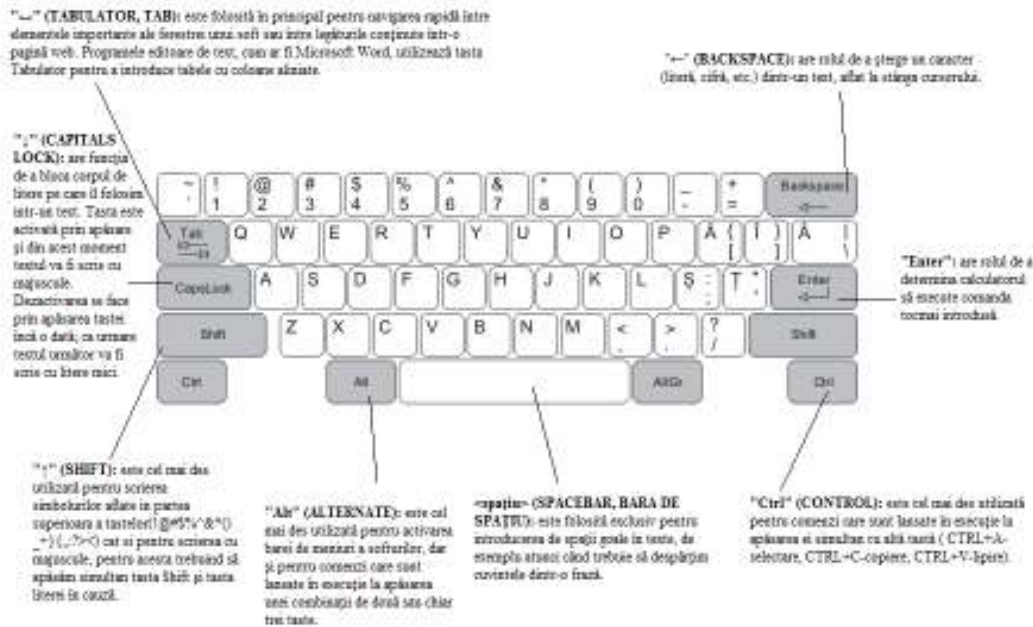 "↔" (TABULATOR, TAB): este folosită în principal pentru navigarea rapidă între
elementele importante ale ferestrei unui soft sau între legăturile conținute într-o
pagină web. Programele editoare de text, cum ar fi Microsoft Word, utilizează tasta
Tabulator pentru a introduce tabele cu coloane aliniate.
"←" (BACKSPACE): are rolul de a șterge un caracter
(literă, cifră, etc.) dintr-un text, aflat la stânga cursorului.
"↓" (CAPITALS
LOCK): are funcția
de a bloca corpul de
litere pe care îl folosim
intr-un text. Tasta este
activată prin apăsare
și din acest moment
textul va fi scris cu
majuscule.
Dezactivarea se face
prin apăsarea tastei
încă o dată; ca urmare
textul următor va fi
scris cu litere mici.
~ ! @ # $ % ^ & * ( ) _ + Backspace
` 1 2 3 4 5 6 7 8 9 0 - =
Tab Q W E R T Y U I O P Ă { Î } Â |
[ ] \
CapsLock A S D F G H J K L Ș : Ț " Enter
; '
Shift Z X C V B N M < > ? Shift
, . /
Ctrl Alt AltGr Ctrl
"Enter": are rolul de a
determina calculatorul
să execute comanda
tocmai introdusă.
"↑" (SHIFT): este cel mai des
utilizată pentru scrierea
simbolurilor aflate in partea
superioara a tastelor(!@#$%^&*()
_+}{,:?><) cat si pentru scrierea cu
majuscule, pentru aceasta trebuind să
apăsăm simultan tasta Shift și tasta
literei în cauză.
"Alt" (ALTERNATE): este cel
mai des utilizată pentru activarea
barei de meniuri a softurilor, dar
și pentru comenzi care sunt
lansate în execuție la apăsarea
unei combinații de două sau chiar
trei taste.
<spațiu> (SPACEBAR, BARA DE
SPAȚIU): este folosită exclusiv pentru
introducerea de spații goale în texte, de
exemplu atunci când trebuie să despărțim
cuvintele dintr-o frază.
"Ctrl" (CONTROL): este cel mai des utilizată
pentru comenzi care sunt lansate în execuție la
apăsarea ei simultan cu altă tastă ( CTRL+A-
selectare, CTRL+C-copiere, CTRL+V-lipire).